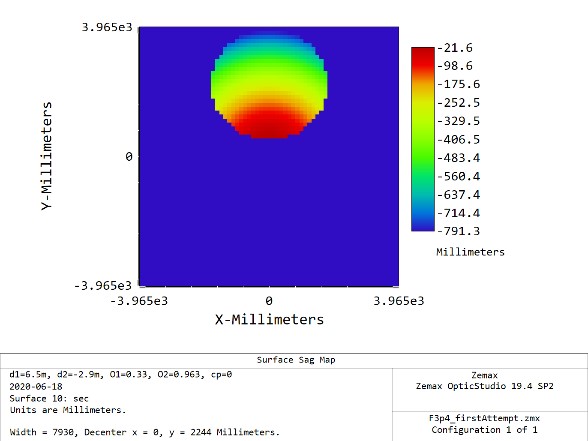 3.965e3
Y-Millimeters
0
-3.965e3
-3.965e3 0 3.965e3
X-Millimeters
-21.6
-98.6
-175.6
-252.5
-329.5
-406.5
-483.4
-560.4
-637.4
-714.4
-791.3
Millimeters
Surface Sag Map
d1=6.5m, d2=-2.9m, O1=0.33, O2=0.963, cp=0
2020-06-18
Surface 10: sec
Units are Millimeters.
Width = 7930, Decenter x = 0, y = 2244 Millimeters.
Zemax
Zemax OpticStudio 19.4 SP2
F3p4_firstAttempt.zmx
Configuration 1 of 1